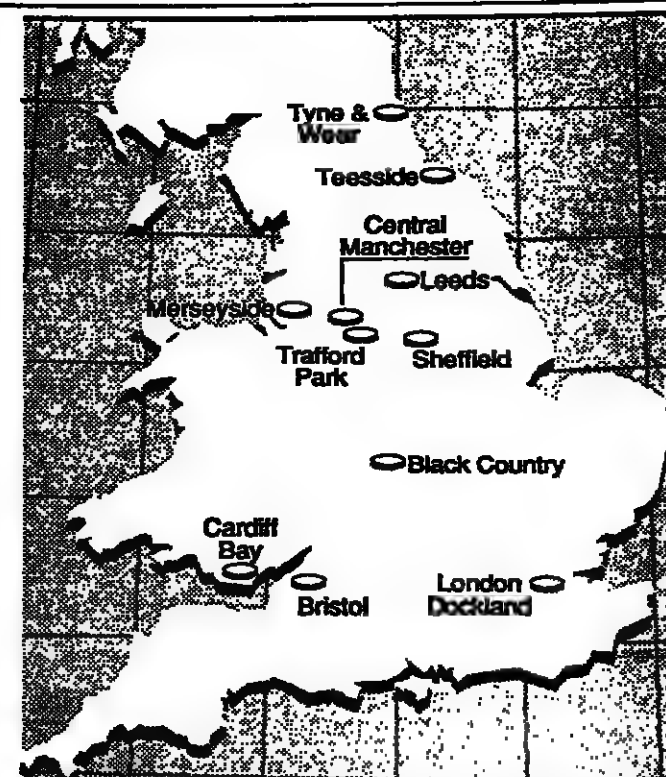 Tyne &
Wear
Teesside
Central
Manchester
Leeds
Merseyside
Trafford
Park
Sheffield
Black Country
Cardiff
Bay
Bristol
London
Dockland